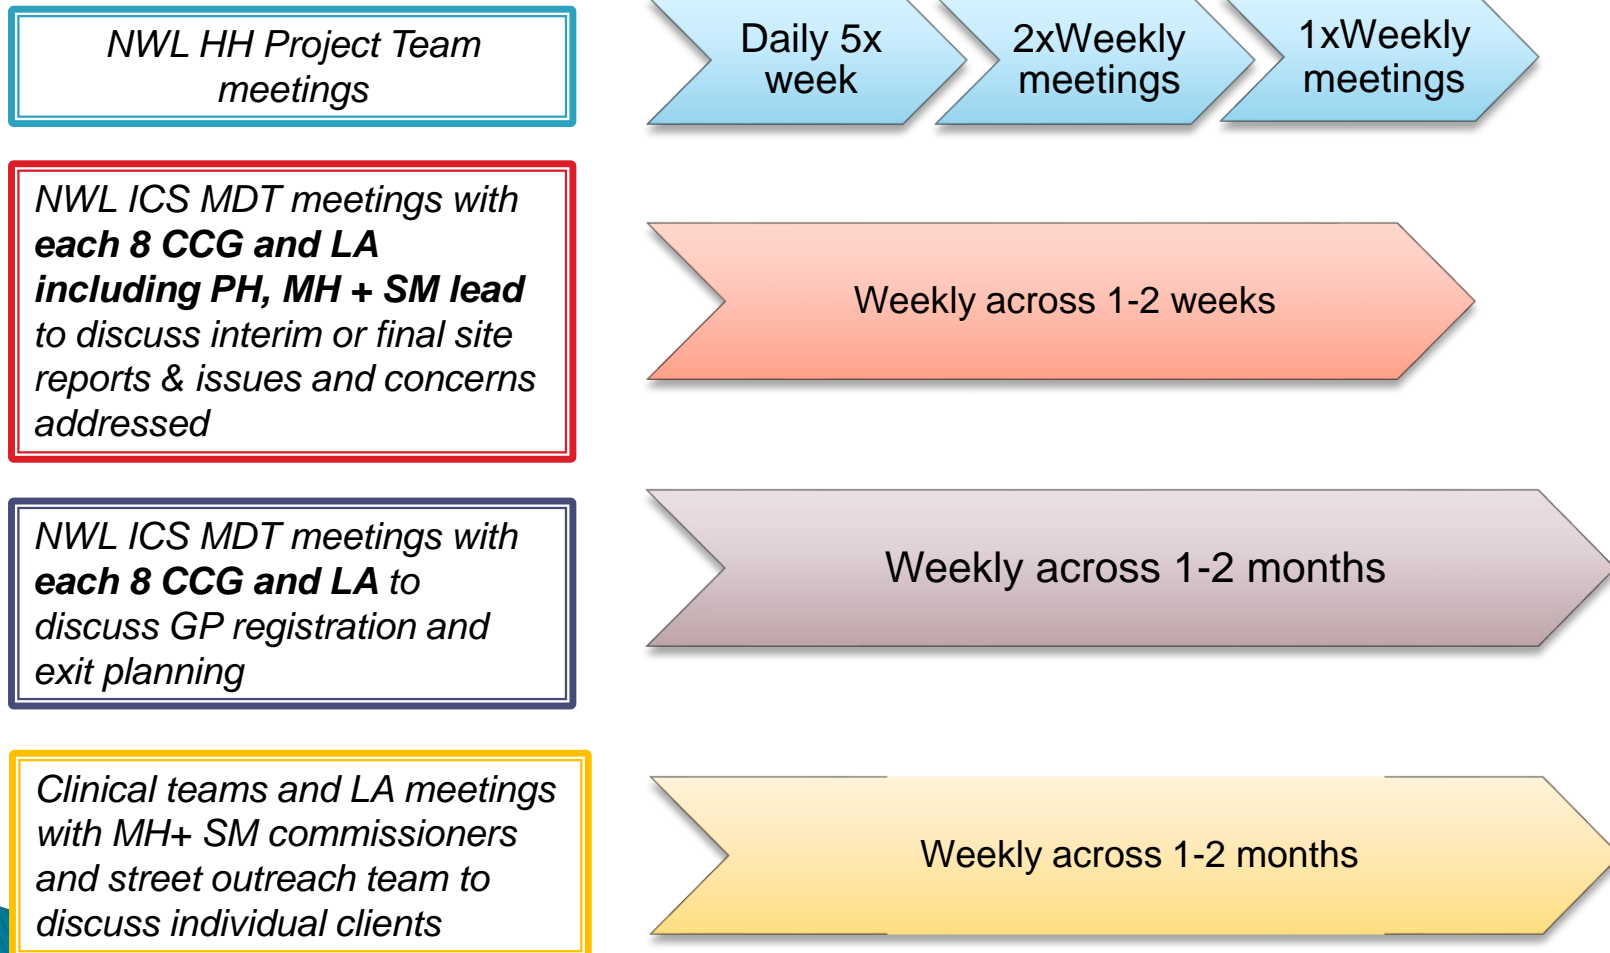 NWL HH Project Team
meetings
Daily 5x
week
2xWeekly
meetings
1xWeekly
meetings
NWL ICS MDT meetings with
each 8 CCG and LA
including PH, MH + SM lead
to discuss interim or final site
reports & issues and concerns
addressed
Weekly across 1-2 weeks
NWL ICS MDT meetings with
each 8 CCG and LA to
discuss GP registration and
exit planning
Weekly across 1-2 months
Clinical teams and LA meetings
with MH+ SM commissioners
and street outreach team to
discuss individual clients
Weekly across 1-2 months